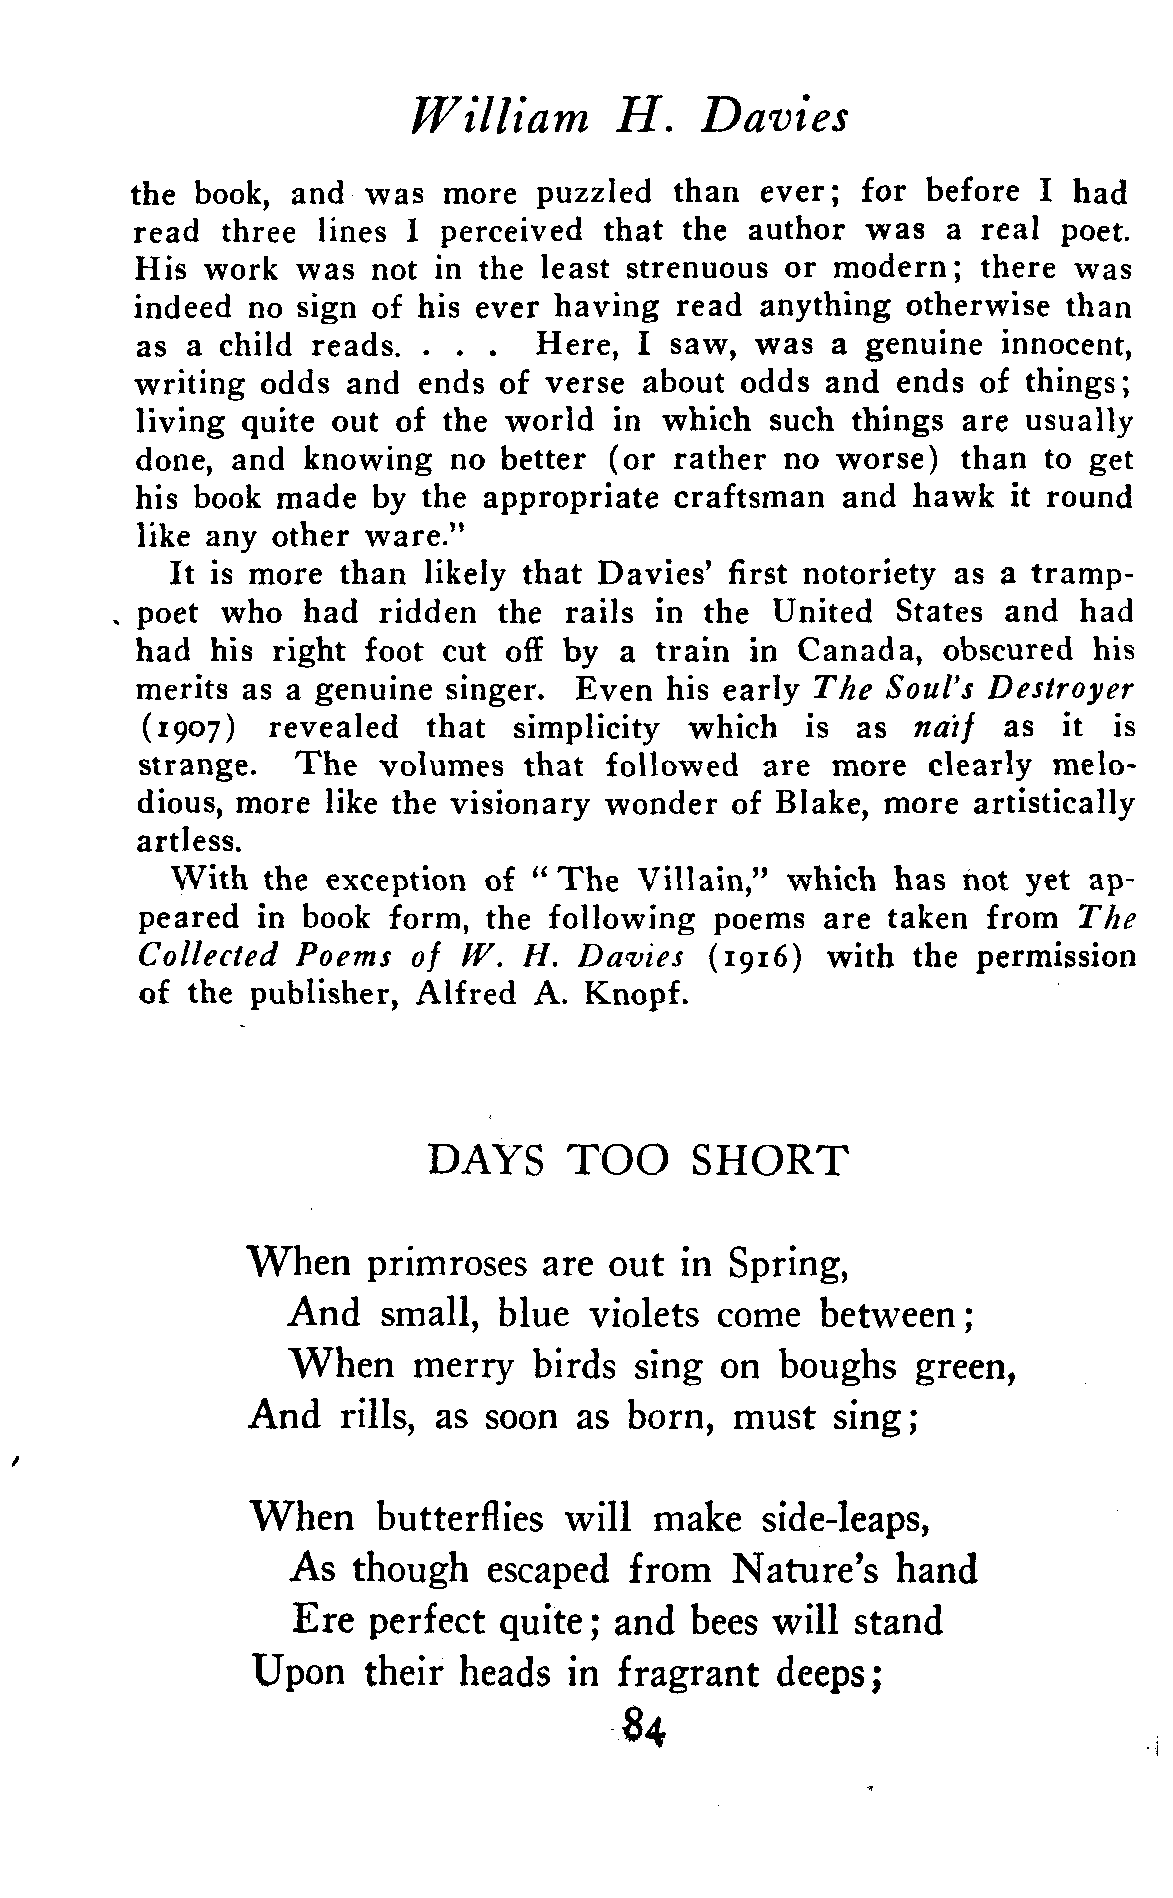 William H. Davies
the book, and was more puzzled than ever; for before I had
read three lines I perceived that the author was a real poet.
His work was not in the least strenuous or modern; there was
indeed no sign of his ever having read anything otherwise than
as a child reads. . . . Here, I saw, was a genuine innocent,
writing odds and ends of verse about odds and ends of things;
living quite out of the world in which such things are usually
done, and knowing no better (or rather no worse) than to get
his book made by the appropriate craftsman and hawk it round
like any other ware."
It is more than likely that Davies' first notoriety as a tramp-
poet who had ridden the rails in the United States and had
had his right foot cut off by a train in Canada, obscured his
merits as a genuine singer. Even his early The Soul's Destroyer
(1907) revealed that simplicity which is as naïf as it is
strange. The volumes that followed are more clearly melo-
dious, more like the visionary wonder of Blake, more artistically
artless.
With the exception of "The Villain," which has not yet ap-
peared in book form, the following poems are taken from The
Collected Poems of W. H. Davies (1916) with the permission
of the publisher, Alfred A. Knopf.
DAYS TOO SHORT
When primroses are out in Spring,
And small, blue violets come between;
When merry birds sing on boughs green,
And rills, as soon as born, must sing;
When butterflies will make side-leaps,
As though escaped from Nature's hand
Ere perfect quite; and bees will stand
Upon their heads in fragrant deeps;
84